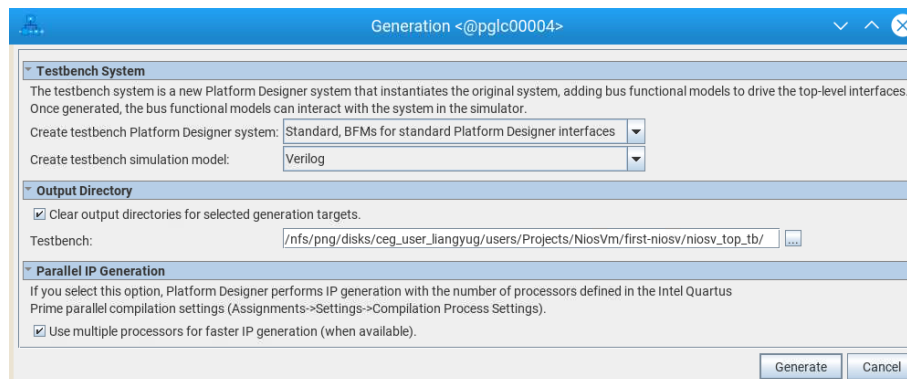 Generation <@pglc00004>
Testbench System
The testbench system is a new Platform Designer system that instantiates the original system, adding bus functional models to drive the top-level interfaces.
Once generated, the bus functional models can interact with the system in the simulator.
Create testbench Platform Designer system: Standard, BFMs for standard Platform Designer interfaces
Create testbench simulation model: Verilog
Output Directory
Clear output directories for selected generation targets.
Testbench: /nfs/png/disks/ceg_user_liangyug/users/Projects/NiosVm/first-niosv/niosv_top_tb/ ...
Parallel IP Generation
If you select this option, Platform Designer performs IP generation with the number of processors defined in the Intel Quartus
Prime parallel compilation settings (Assignments->Settings->Compilation Process Settings).
Use multiple processors for faster IP generation (when available).
Generate Cancel